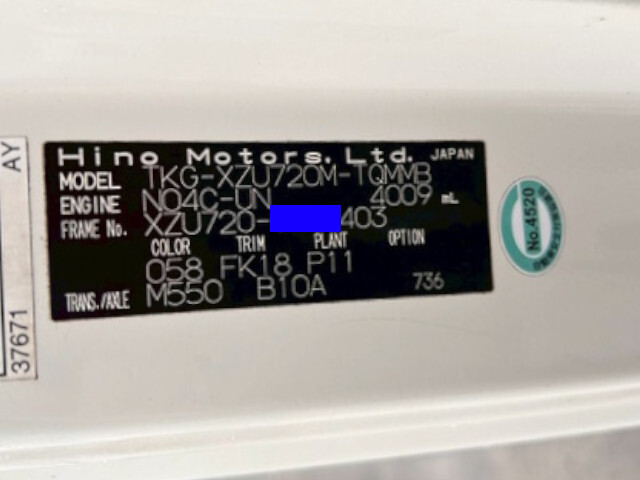 Hino Motors, Ltd. JAPAN
MODEL TKG-XZU720M-TQMMB
ENGINE N04C-UN 4009 mL
FRAME No. XZU720- 403
COLOR TRIM PLANT OPTION
058 FK18 P11
TRANS./AXLE M550 B10A 736
AY
37671
No.4520